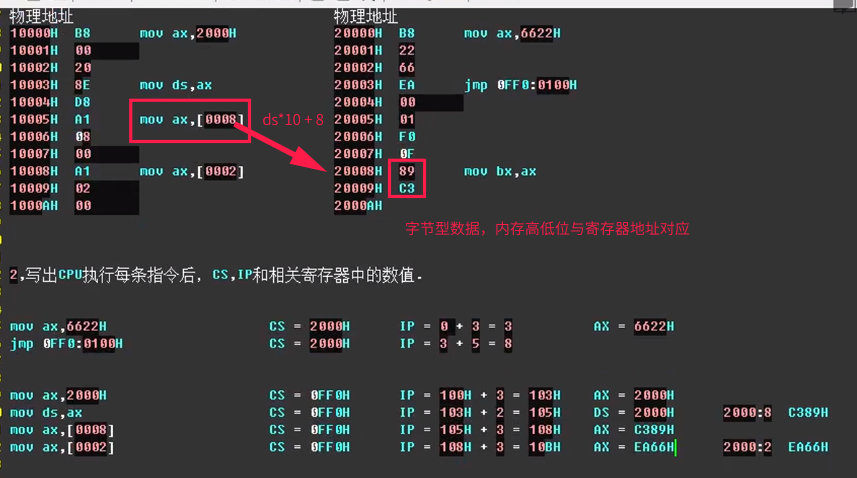 物理地址 物理地址
10000H B8 mov ax,2000H 20000H B8 mov ax,6622H
10001H 00 20001H 22
10002H 20 20002H 66
10003H 8E mov ds,ax 20003H EA jmp 0FF0:0100H
10004H D8 20004H 00
10005H A1 mov ax,[0008] ds*10 + 8 20005H 01
10006H 08 20006H F0
10007H 00 20007H 0F
10008H A1 mov ax,[0002] 20008H 89 mov bx,ax
10009H 02 20009H C3
1000AH 00 2000AH
字节型数据，内存高低位与寄存器地址对应
2,写出CPU执行每条指令后，CS,IP和相关寄存器中的数值.
mov ax,6622H CS = 2000H IP = 0 + 3 = 3 AX = 6622H
jmp 0FF0:0100H CS = 2000H IP = 3 + 5 = 8
mov ax,2000H CS = 0FF0H IP = 100H + 3 = 103H AX = 2000H
mov ds,ax CS = 0FF0H IP = 103H + 2 = 105H DS = 2000H 2000:8 C389H
mov ax,[0008] CS = 0FF0H IP = 105H + 3 = 108H AX = C389H
mov ax,[0002] CS = 0FF0H IP = 108H + 3 = 10BH AX = EA66H 2000:2 EA66H